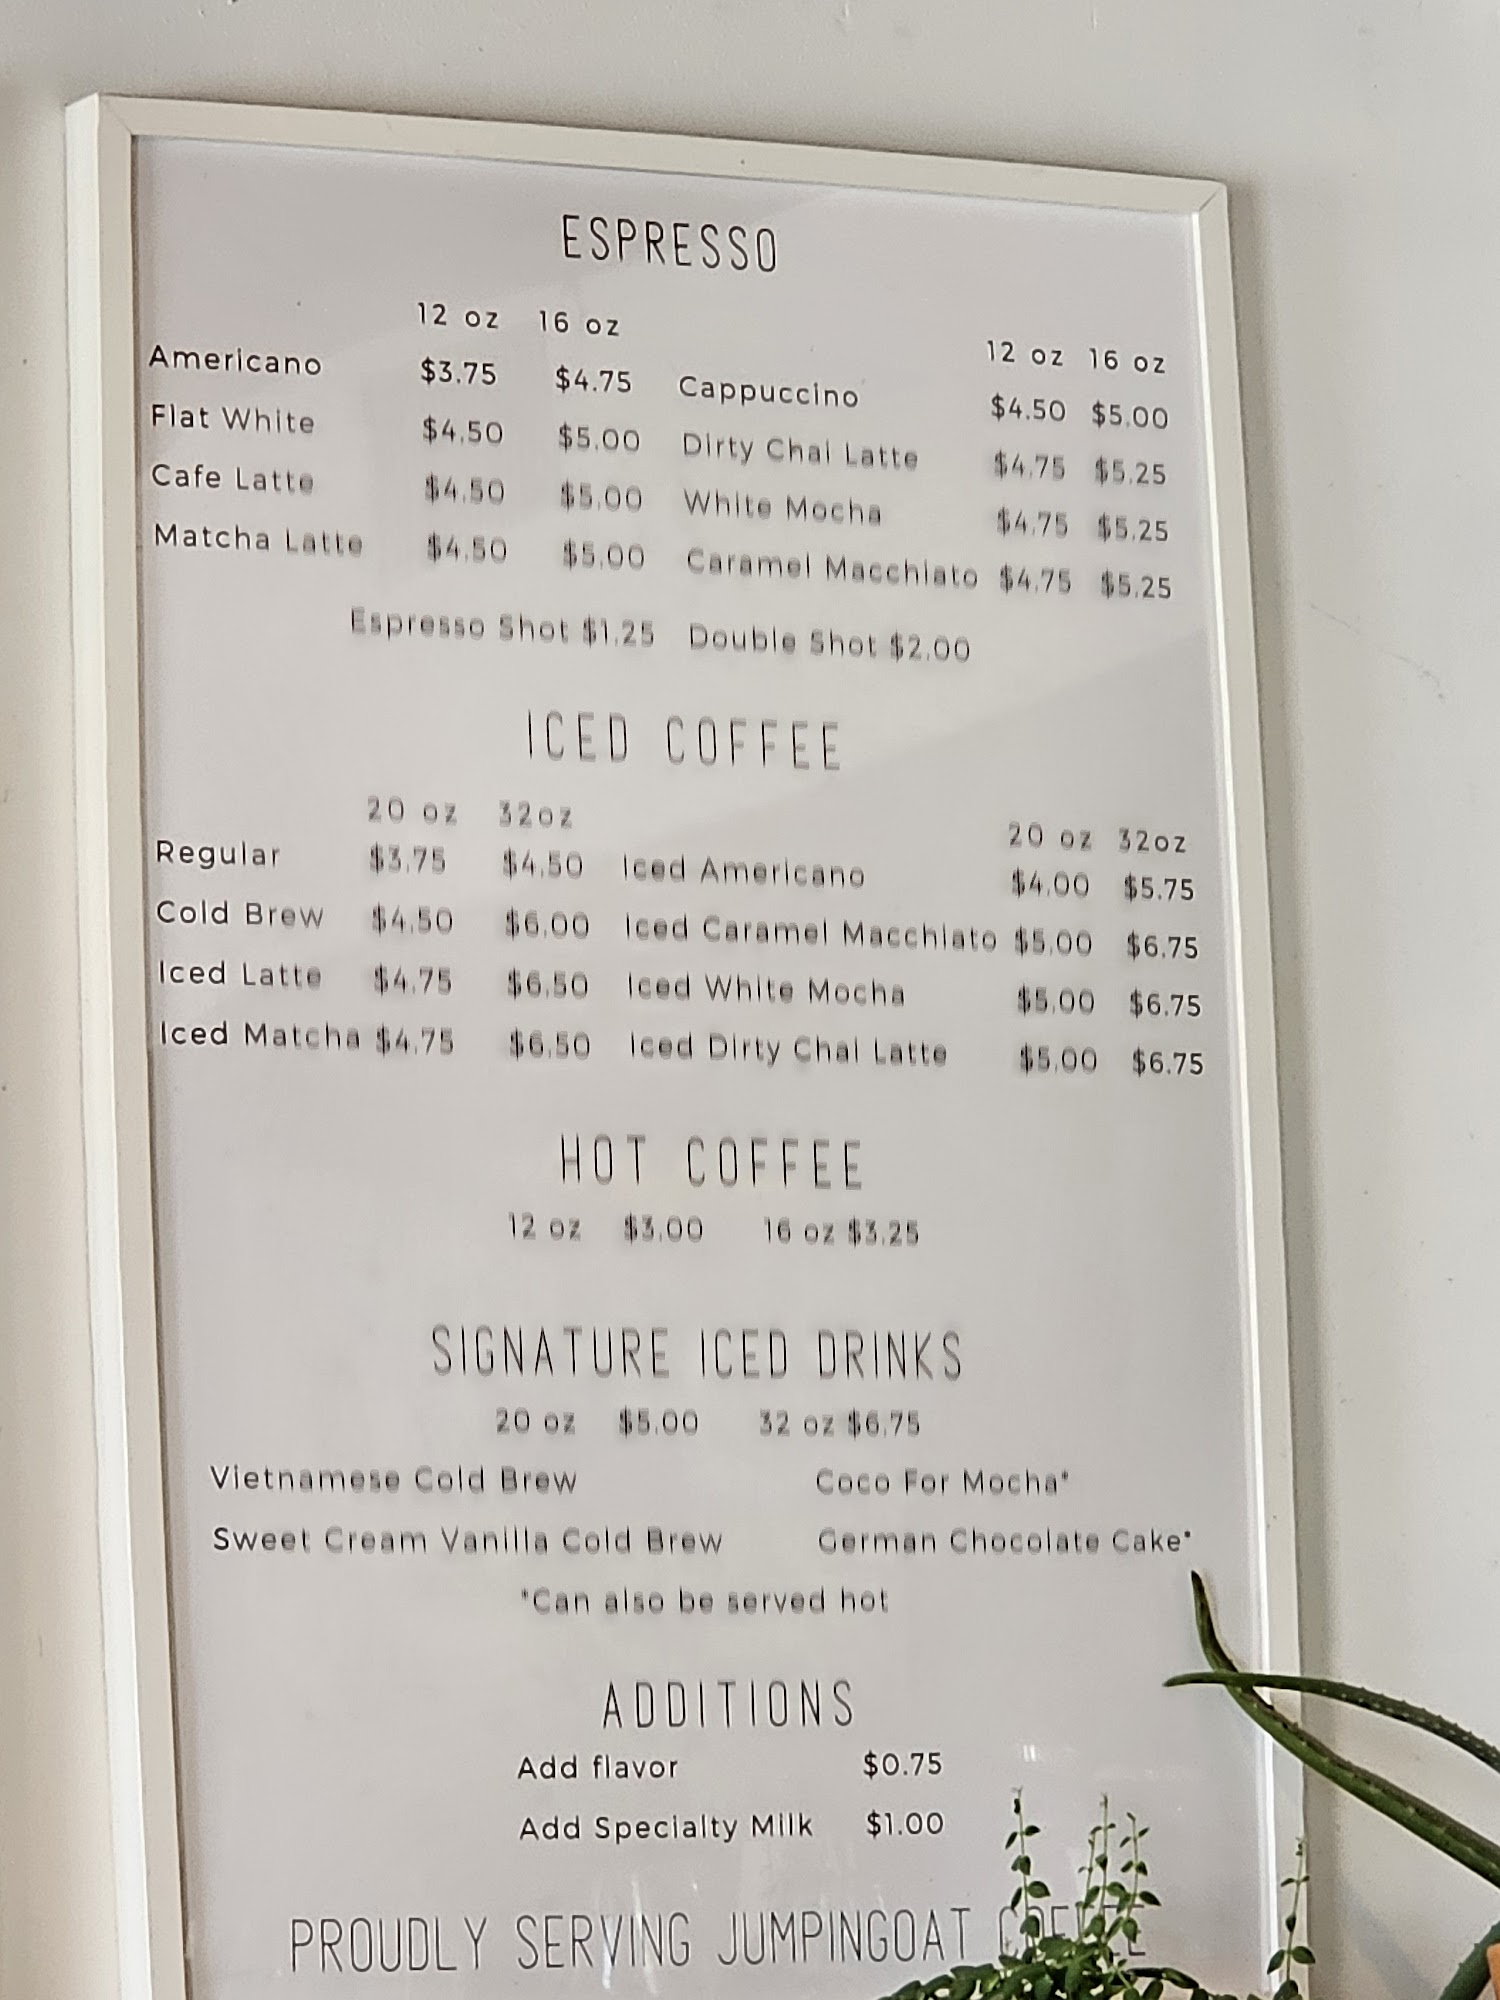 ESPRESSO
12 oz 16 oz 12 oz 16 oz
Americano $3.75 $4.75 Cappuccino $4.50 $5.00
Flat White $4.50 $5.00 Dirty Chai Latte $4.75 $5.25
Cafe Latte $4.50 $5.00 White Mocha $4.75 $5.25
Matcha Latte $4.50 $5.00 Caramel Macchiato $4.75 $5.25
Espresso Shot $1.25 Double Shot $2.00
ICED COFFEE
20 oz 32oz 20 oz 32oz
Regular $3.75 $4.50 Iced Americano $4.00 $5.75
Cold Brew $4.50 $6.00 Iced Caramel Macchiato $5.00 $6.75
Iced Latte $4.75 $6.50 Iced White Mocha $5.00 $6.75
Iced Matcha $4.75 $6.50 Iced Dirty Chai Latte $5.00 $6.75
HOT COFFEE
12 oz $3.00 16 oz $3.25
SIGNATURE ICED DRINKS
20 oz $5.00 32 oz $6.75
Vietnamese Cold Brew Coco For Mocha*
Sweet Cream Vanilla Cold Brew German Chocolate Cake*
*Can also be served hot
ADDITIONS
Add flavor $0.75
Add Specialty Milk $1.00
PROUDLY SERVING JUMPINGOAT COFFEE